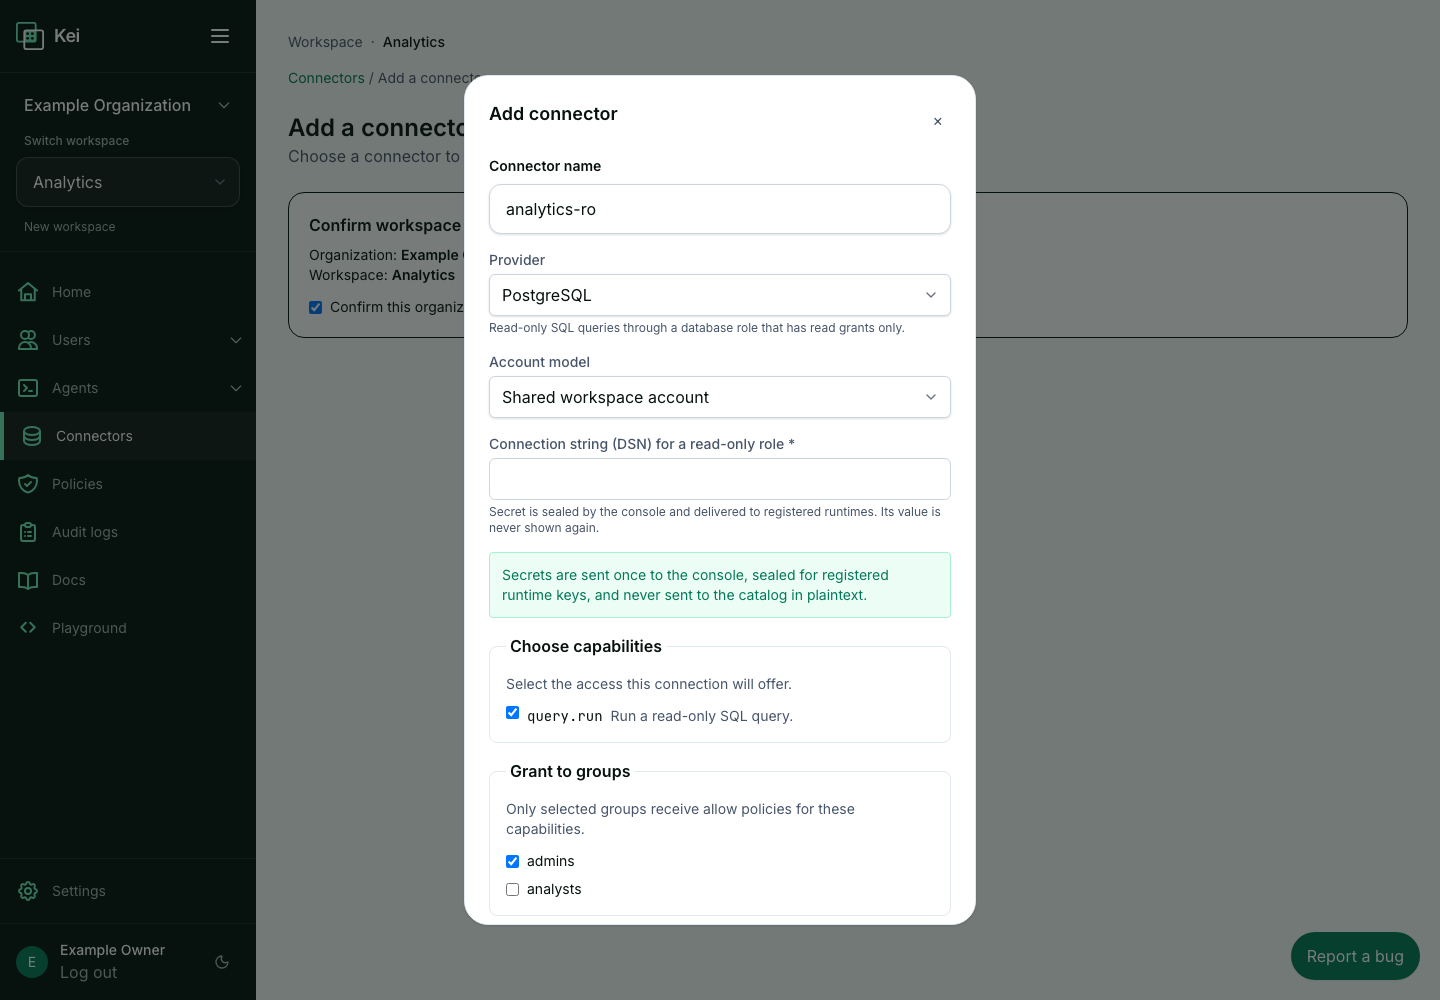 Kei
Example Organization
Switch workspace
Analytics
New workspace
Home
Users
Agents
Connectors
Policies
Audit logs
Docs
Playground
Settings
E
Example Owner
Log out
Workspace · Analytics
Connectors / Add a
Add a
Choose a connector to
Confirm workspace
Organization: Example
Workspace: Analytics
Confirm this
Add connector
×
Connector name
analytics-ro
Provider
PostgreSQL
Read-only SQL queries through a database role that has read grants only.
Account model
Shared workspace account
Connection string (DSN) for a read-only role *
Secret is sealed by the console and delivered to registered runtimes. Its value is
never shown again.
Secrets are sent once to the console, sealed for registered
runtime keys, and never sent to the catalog in plaintext.
Choose capabilities
Select the access this connection will offer.
query.run Run a read-only SQL query.
Grant to groups
Only selected groups receive allow policies for these
capabilities.
admins
analysts
Report a bug